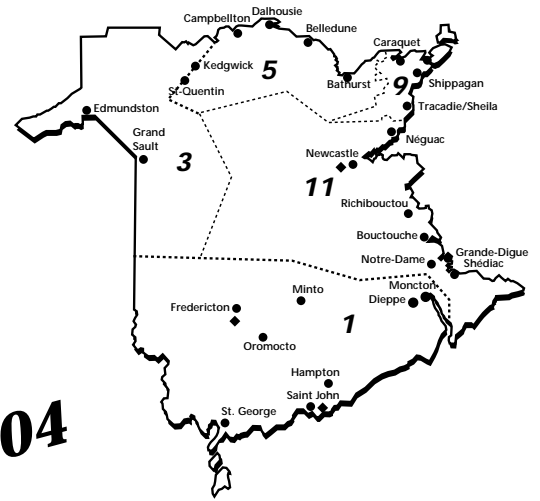 Dalhousie
Campbellton
Belledune
Caraquet
Kedgwick
5
St-Quentin
Bathurst
9
Shippagan
Edmundston
Tracadie/Sheila
Grand
Sault
3
Néguac
Newcastle
11
Richibouctou
Bouctouche
Notre-Dame
Grande-Digue
Shédiac
Moncton
Minto
Dieppe
Fredericton
1
Oromocto
Hampton
Saint John
St. George
04